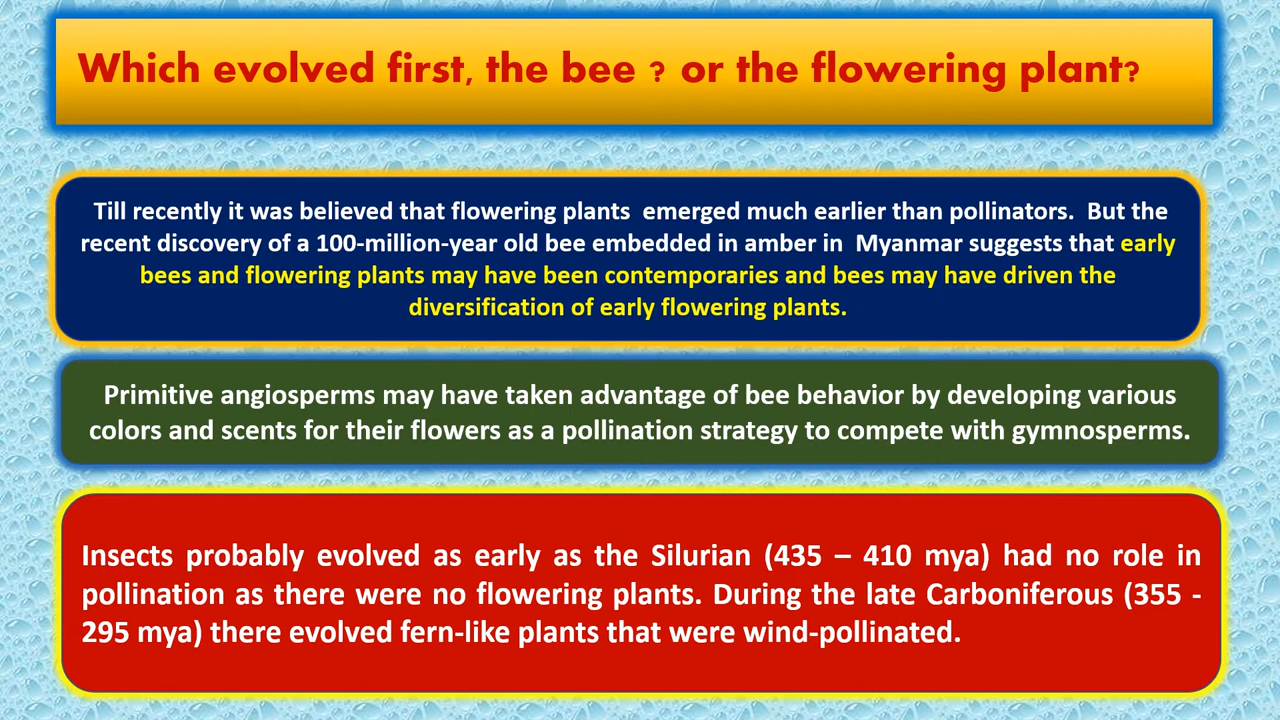 Which evolved first, the bee ? or the flowering plant?
Till recently it was believed that flowering plants emerged much earlier than pollinators. But the
recent discovery of a 100-million-year old bee embedded in amber in Myanmar suggests that early
bees and flowering plants may have been contemporaries and bees may have driven the
diversification of early flowering plants.
Primitive angiosperms may have taken advantage of bee behavior by developing various
colors and scents for their flowers as a pollination strategy to compete with gymnosperms.
Insects probably evolved as early as the Silurian (435 – 410 mya) had no role in
pollination as there were no flowering plants. During the late Carboniferous (355 -
295 mya) there evolved fern-like plants that were wind-pollinated.